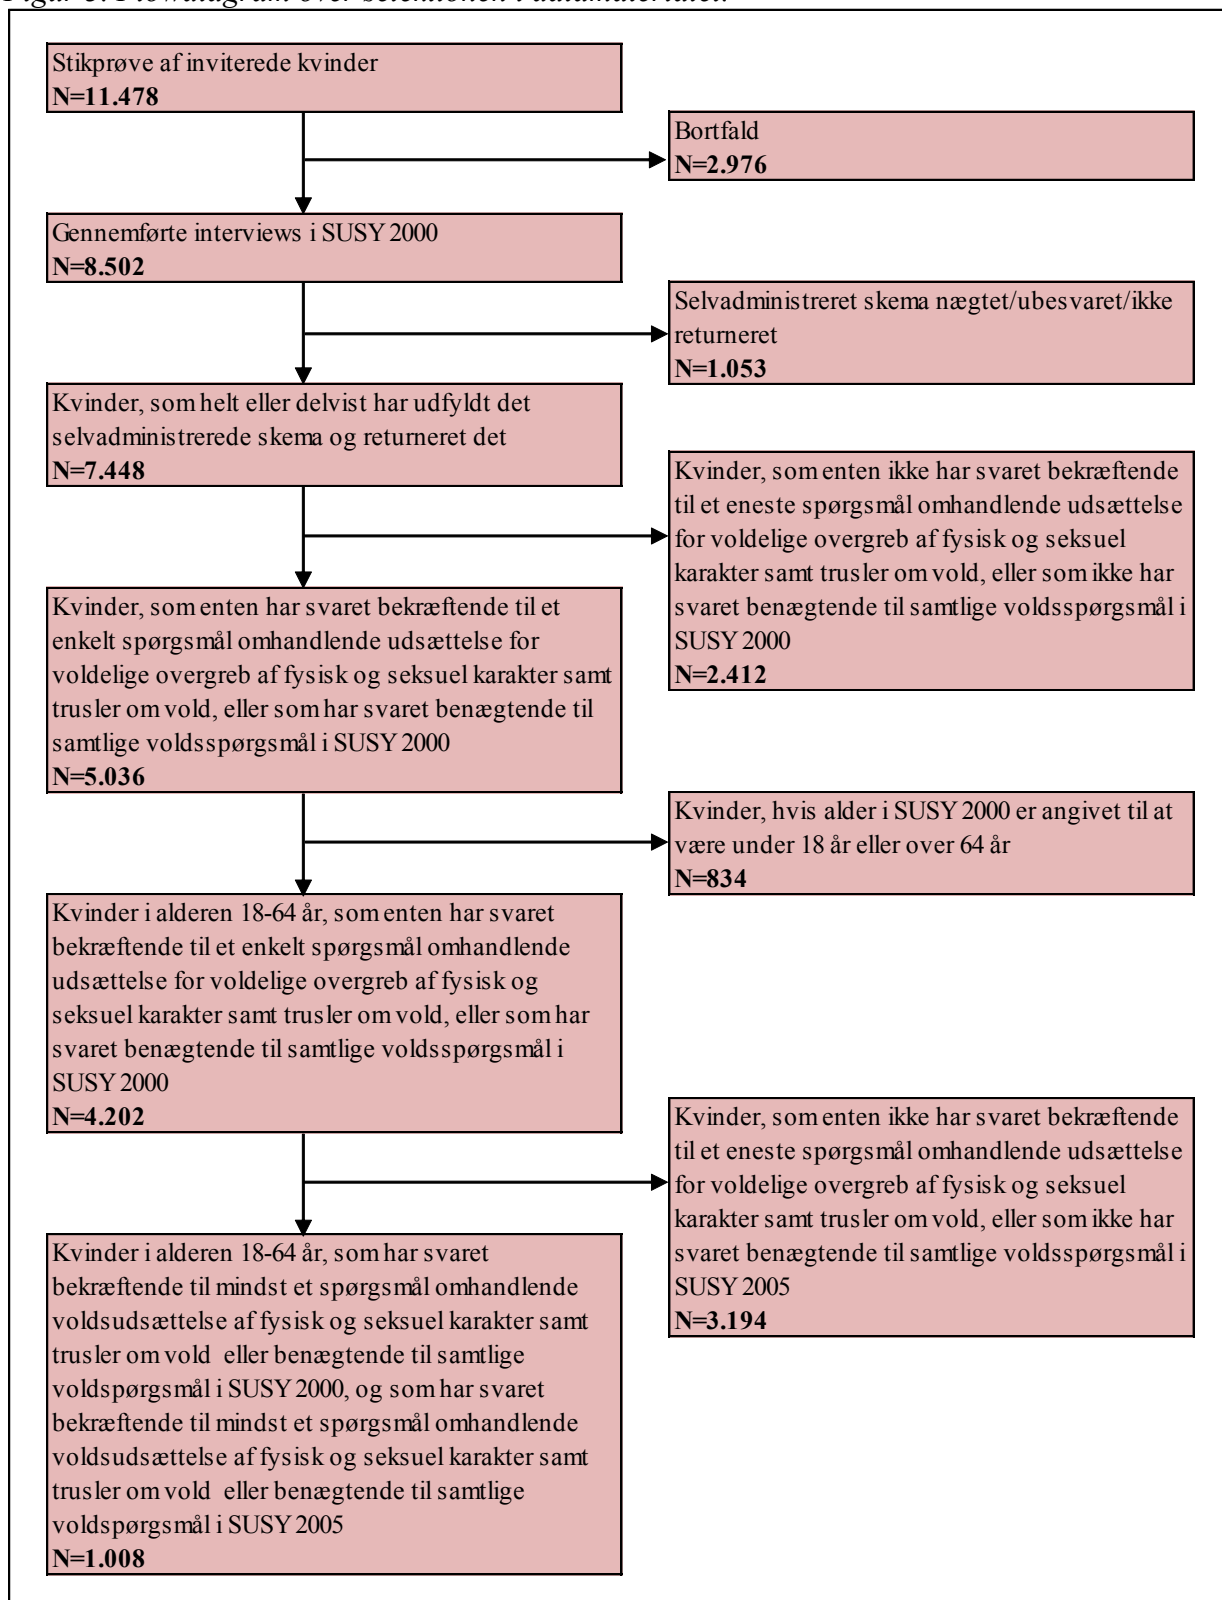 Stikprøve af inviterede kvinder
N=11.478
Bortfald
N=2.976
Gennemførte interviews i SUSY 2000
N=8.502
Selvadministreret skema nægtet/ubesvaret/ikke
returneret
N=1.053
Kvinder, som helt eller delvist har udfyldt det
selvadministrerede skema og returneret det
N=7.448
Kvinder, som enten ikke har svaret bekræftende
til et eneste spørgsmål omhandlende udsættelse
for voldelige overgreb af fysisk og seksuel
karakter samt trusler om vold, eller som ikke har
svaret benægtende til samtlige voldsspørgsmål i
SUSY 2000
N=2.412
Kvinder, som enten har svaret bekræftende til et
enkelt spørgsmål omhandlende udsættelse for
voldelige overgreb af fysisk og seksuel karakter samt
trusler om vold, eller som har svaret benægtende til
samtlige voldsspørgsmål i SUSY 2000
N=5.036
Kvinder, hvis alder i SUSY 2000 er angivet til at
være under 18 år eller over 64 år
N=834
Kvinder i alderen 18-64 år, som enten har svaret
bekræftende til et enkelt spørgsmål omhandlende
udsættelse for voldelige overgreb af fysisk og
seksuel karakter samt trusler om vold, eller som har
svaret benægtende til samtlige voldsspørgsmål i
SUSY 2000
N=4.202
Kvinder, som enten ikke har svaret bekræftende
til et eneste spørgsmål omhandlende udsættelse
for voldelige overgreb af fysisk og seksuel
karakter samt trusler om vold, eller som ikke har
svaret benægtende til samtlige voldsspørgsmål i
SUSY 2005
N=3.194
Kvinder i alderen 18-64 år, som har svaret
bekræftende til mindst et spørgsmål omhandlende
voldsudsættelse af fysisk og seksuel karakter samt
trusler om vold eller benægtende til samtlige
voldspørgsmål i SUSY 2000, og som har svaret
bekræftende til mindst et spørgsmål omhandlende
voldsudsættelse af fysisk og seksuel karakter samt
trusler om vold eller benægtende til samtlige
voldspørgsmål i SUSY 2005
N=1.008